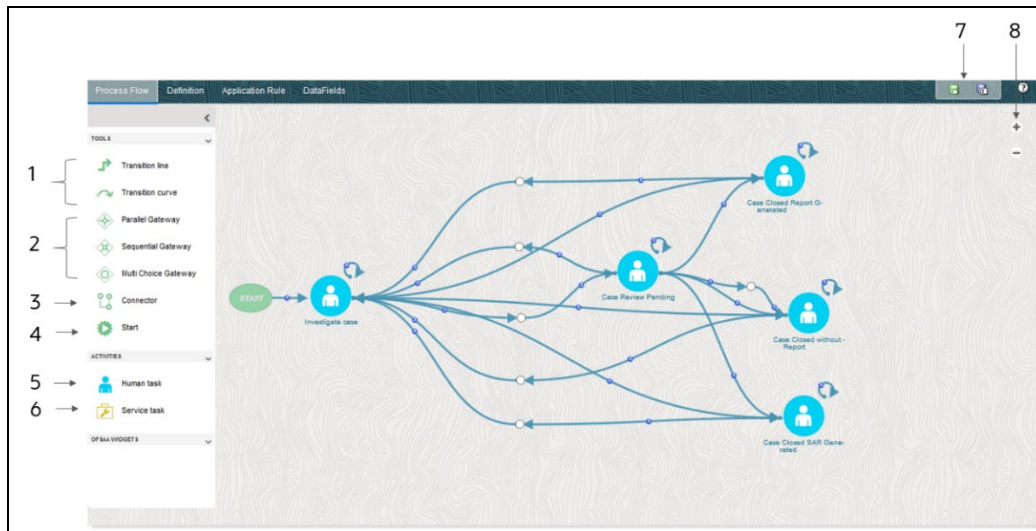 7 8
Process Flow Definition Application Rule DataFields ?
TOOLS
1
Transition line
Transition curve
2
Parallel Gateway
Sequential Gateway
Multi Choice Gateway
3 Connector
4 Start
ACTIVITIES
5 Human task
6 Service task
OFSAA WIDGETS
START
Investigate case
Case Review Pending
Case Closed Report G-
enerated
Case Closed without -
Report
Case Closed SAR Gene-
rated